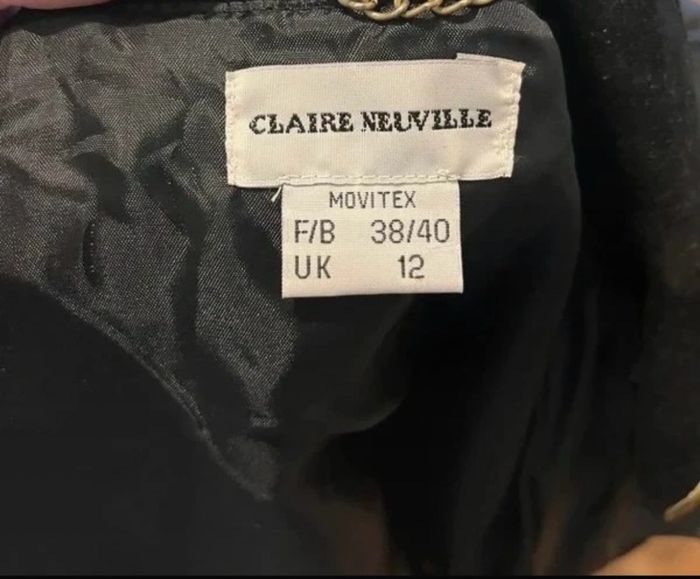 CLAIRE NEUVILLE
MOVITEX
F/B 38/40
UK 12